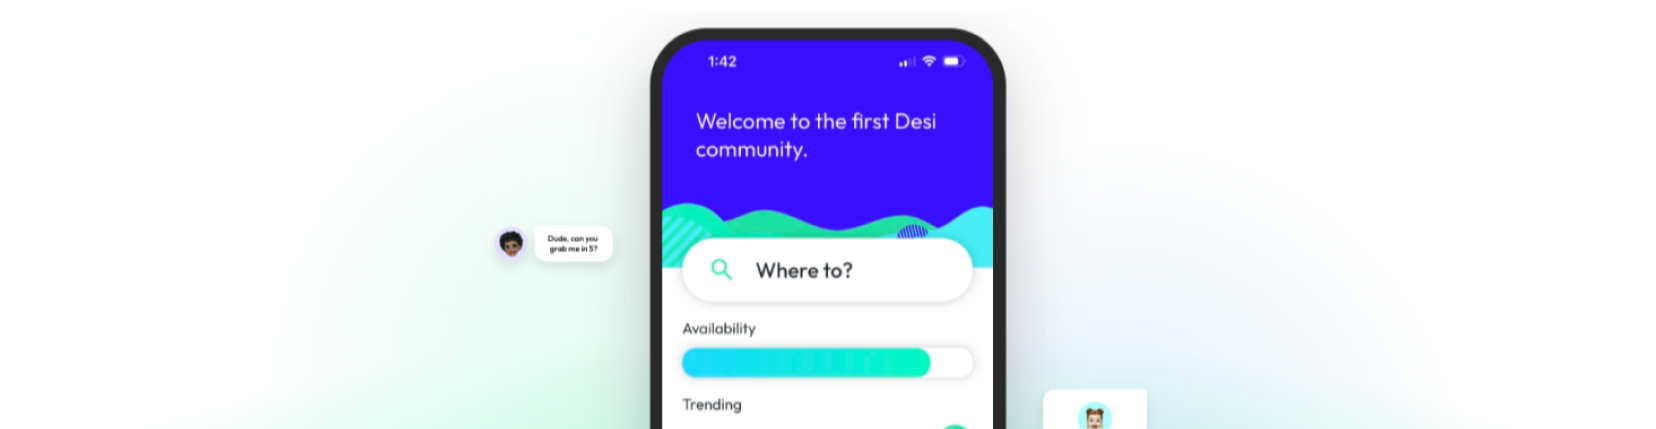 1:42
Welcome to the first Desi
community.
Dude, can you
grab me in 5?
Where to?
Availability
Trending